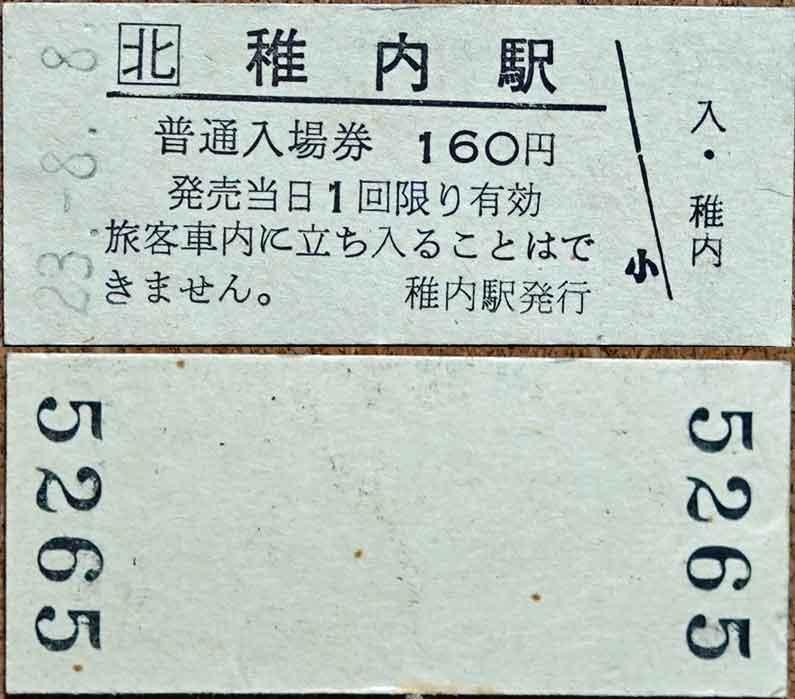 北 稚内駅
普通入場券 160円
発売当日1回限り有効
旅客車内に立ち入ることはで
きません。 稚内駅発行
小
入・稚内
23.-8.-8
5265
5265